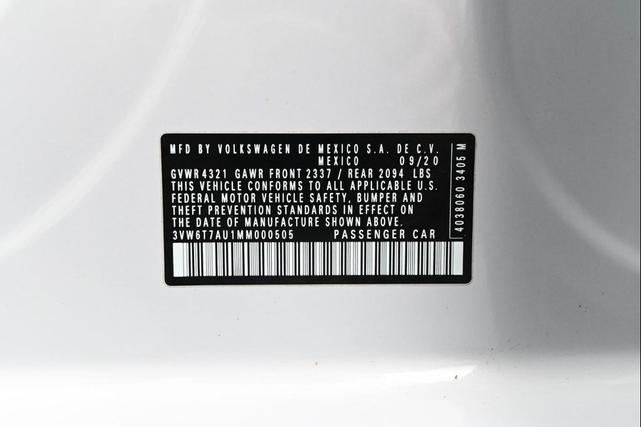 MFD BY VOLKSWAGEN DE MEXICO S.A. DE C.V.
MEXICO 09/20
GVWR 4321 GAWR FRONT 2337 / REAR 2094 LBS
THIS VEHICLE CONFORMS TO ALL APPLICABLE U.S.
FEDERAL MOTOR VEHICLE SAFETY, BUMPER AND
THEFT PREVENTION STANDARDS IN EFFECT ON
THE DATE OF MANUFACTURE SHOWN ABOVE.
3VW6T7AU1MM000505 PASSENGER CAR
4038060 3405 M